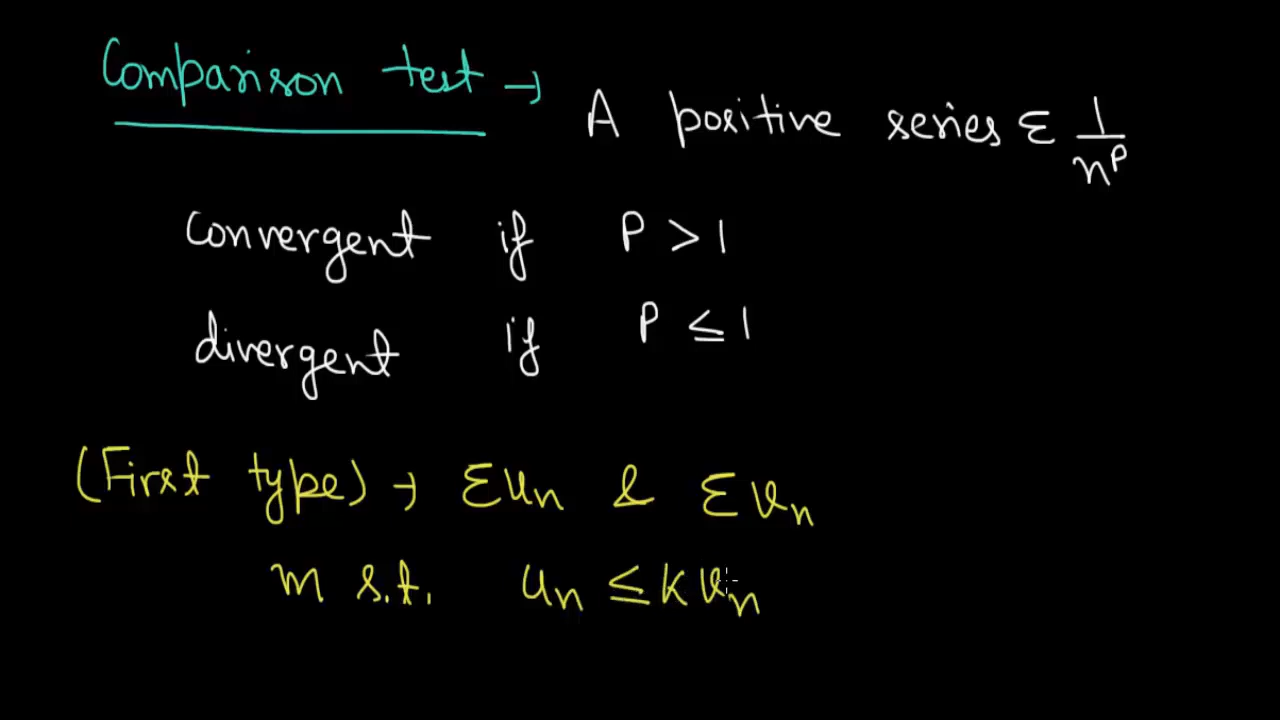 Comparison test → A positive series Σ 1/n^p
convergent if P > 1
divergent if P ≤ 1
(First type) → Σun & Σvn
m s.t. un ≤ K vn